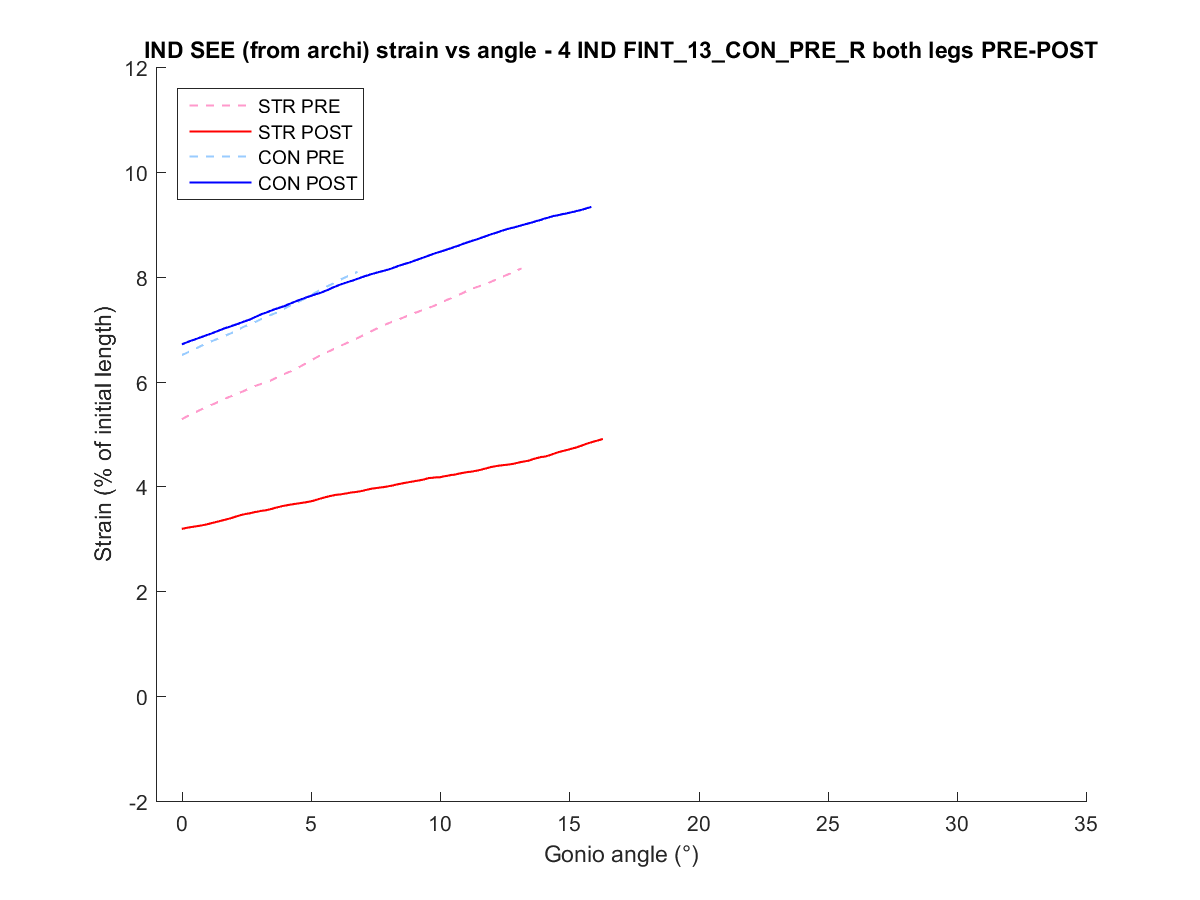 IND SEE (from archi) strain vs angle - 4 IND FINT_13_CON_PRE_R both legs PRE-POST
12
10
8
6
4
2
0
-2
Strain (% of initial length)
STR PRE
STR POST
CON PRE
CON POST
0 5 10 15 20 25 30 35
Gonio angle (°)